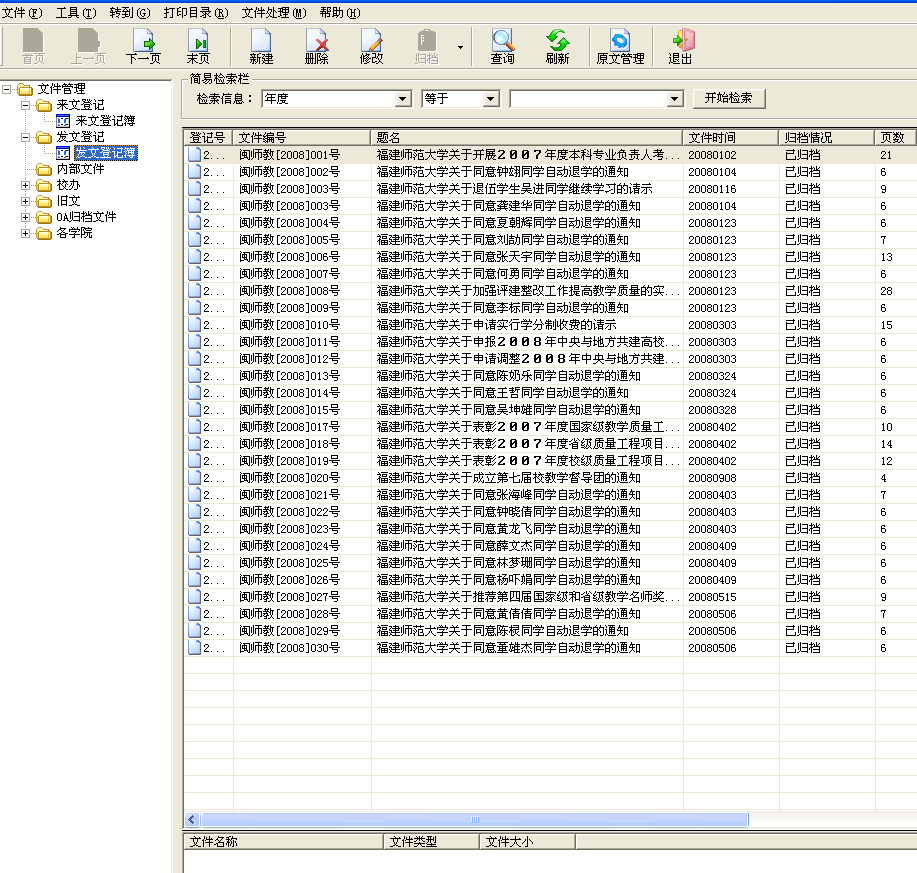 文件(F) 工具(T) 转到(G) 打印目录(R) 文件处理(M) 帮助(H)
首页 上一页 下一页 末页 新建 删除 修改 归档 查询 刷新 原文管理 退出
文件管理
来文登记
来文登记簿
发文登记
发文登记簿
内部文件
校办
旧文
OA归档文件
各学院
简易检索栏
检索信息： 年度 等于 开始检索
登记号 文件编号 题名 文件时间 归档情况 页数
2... 闽师教[2008]001号 福建师范大学关于开展2007年度本科专业负责人考... 20080102 已归档 21
2... 闽师教[2008]002号 福建师范大学关于同意钟翃同学自动退学的通知 20080104 已归档 6
2... 闽师教[2008]003号 福建师范大学关于退伍学生吴进同学继续学习的请示 20080116 已归档 9
2... 闽师教[2008]003号 福建师范大学关于同意龚建华同学自动退学的通知 20080104 已归档 6
2... 闽师教[2008]004号 福建师范大学关于同意夏朝辉同学自动退学的通知 20080123 已归档 6
2... 闽师教[2008]005号 福建师范大学关于同意刘劼同学自动退学的通知 20080123 已归档 7
2... 闽师教[2008]006号 福建师范大学关于同意张天宇同学自动退学的通知 20080123 已归档 13
2... 闽师教[2008]007号 福建师范大学关于同意何勇同学自动退学的通知 20080123 已归档 6
2... 闽师教[2008]008号 福建师范大学关于加强评建整改工作提高教学质量的实... 20080123 已归档 28
2... 闽师教[2008]009号 福建师范大学关于同意李标同学自动退学的通知 20080123 已归档 6
2... 闽师教[2008]010号 福建师范大学关于申请实行学分制收费的请示 20080303 已归档 15
2... 闽师教[2008]011号 福建师范大学关于申报2008年中央与地方共建高校... 20080303 已归档 6
2... 闽师教[2008]012号 福建师范大学关于申请调整2008年中央与地方共建... 20080303 已归档 6
2... 闽师教[2008]013号 福建师范大学关于同意陈奶乐同学自动退学的通知 20080324 已归档 6
2... 闽师教[2008]014号 福建师范大学关于同意王哲同学自动退学的通知 20080324 已归档 6
2... 闽师教[2008]015号 福建师范大学关于同意吴坤雄同学自动退学的通知 20080328 已归档 6
2... 闽师教[2008]017号 福建师范大学关于表彰2007年度国家级教学质量工... 20080402 已归档 10
2... 闽师教[2008]018号 福建师范大学关于表彰2007年度省级质量工程项目... 20080402 已归档 14
2... 闽师教[2008]019号 福建师范大学关于表彰2007年度校级质量工程项目... 20080402 已归档 12
2... 闽师教[2008]020号 福建师范大学关于成立第七届校教学督导团的通知 20080908 已归档 4
2... 闽师教[2008]021号 福建师范大学关于同意张海峰同学自动退学的通知 20080403 已归档 7
2... 闽师教[2008]022号 福建师范大学关于同意钟晓倩同学自动退学的通知 20080403 已归档 6
2... 闽师教[2008]023号 福建师范大学关于同意黄龙飞同学自动退学的通知 20080403 已归档 6
2... 闽师教[2008]024号 福建师范大学关于同意薛文杰同学自动退学的通知 20080409 已归档 6
2... 闽师教[2008]025号 福建师范大学关于同意林梦珊同学自动退学的通知 20080409 已归档 6
2... 闽师教[2008]026号 福建师范大学关于同意杨吓娟同学自动退学的通知 20080409 已归档 6
2... 闽师教[2008]027号 福建师范大学关于推荐第四届国家级和省级教学名师奖... 20080515 已归档 9
2... 闽师教[2008]028号 福建师范大学关于同意黄倩倩同学自动退学的通知 20080506 已归档 7
2... 闽师教[2008]029号 福建师范大学关于同意陈棂同学自动退学的通知 20080506 已归档 6
2... 闽师教[2008]030号 福建师范大学关于同意董雄杰同学自动退学的通知 20080506 已归档 6
文件名称 文件类型 文件大小